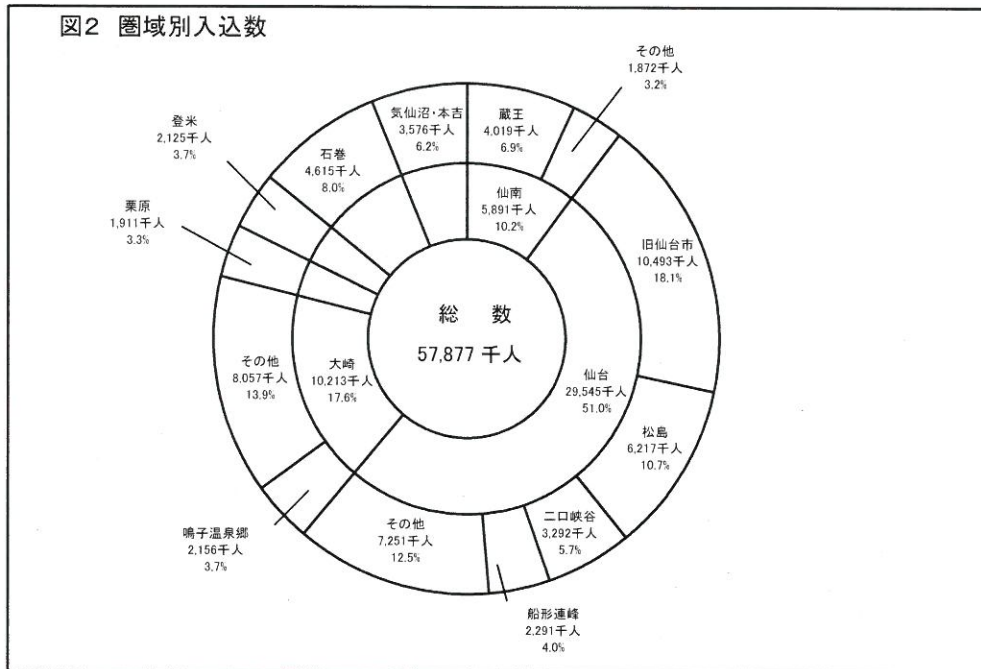 図2 圏域別入込数
その他
1,872千人
3.2%
気仙沼・本吉
3,576千人
6.2%
蔵王
4,019千人
6.9%
登米
2,125千人
3.7%
石巻
4,615千人
8.0%
仙南
5,891千人
10.2%
栗原
1,911千人
3.3%
旧仙台市
10,493千人
18.1%
総 数
57,877 千人
その他
8,057千人
13.9%
大崎
10,213千人
17.6%
仙台
29,545千人
51.0%
松島
6,217千人
10.7%
鳴子温泉郷
2,156千人
3.7%
その他
7,251千人
12.5%
二口峡谷
3,292千人
5.7%
船形連峰
2,291千人
4.0%